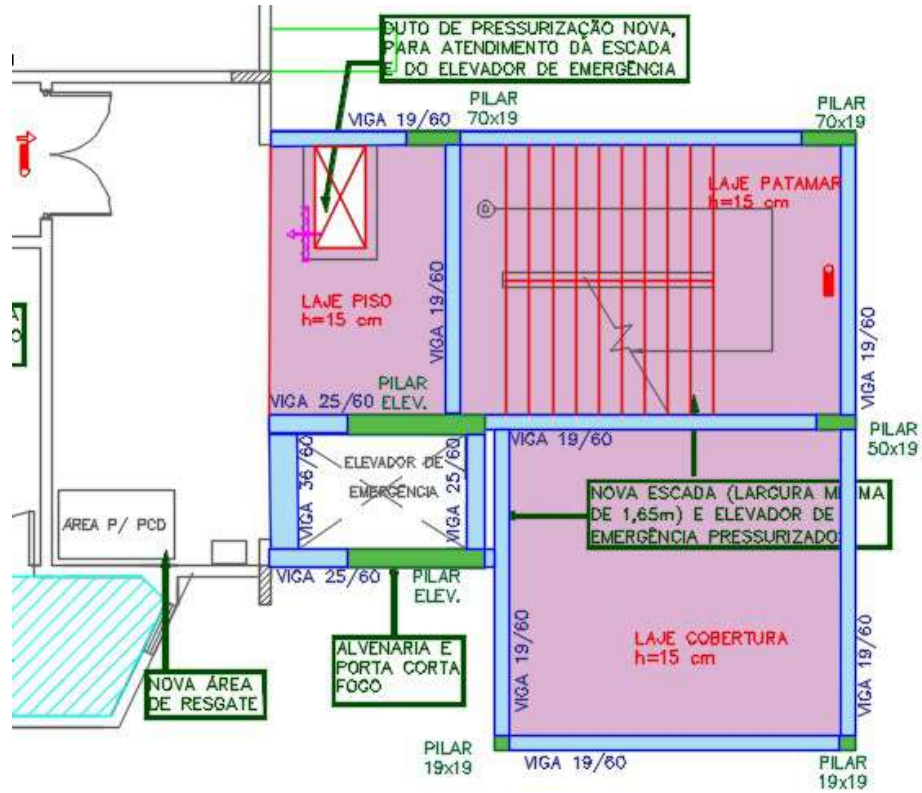 DUTO DE PRESSURIZAÇÃO NOVA,
PARA ATENDIMENTO DA ESCADA
E DO ELEVADOR DE EMERGÊNCIA
PILAR
70x19
PILAR
70x19
VIGA 19/60
LAJE PATAMAR
h=15 cm
D
VIGA 19/60
LAJE PISO
h=15 cm
VIGA 19/60
PILAR
ELEV.
VIGA 25/60
VIGA 19/60
PILAR
50x19
VIGA 36/60
ELEVADOR DE
EMERGÊNCIA
VIGA 25/60
NOVA ESCADA (LARGURA
DE 1,65m) E ELEVADOR DE
EMERGÊNCIA PRESSURIZADO
ÁREA P/ PCD
VIGA 25/60
PILAR
ELEV.
ALVENARIA E
PORTA CORTA
FOGO
NOVA ÁREA
DE RESGATE
VIGA 19/60
LAJE COBERTURA
h=15 cm
VIGA 19/60
PILAR
19x19
VIGA 19/60
PILAR
19x19